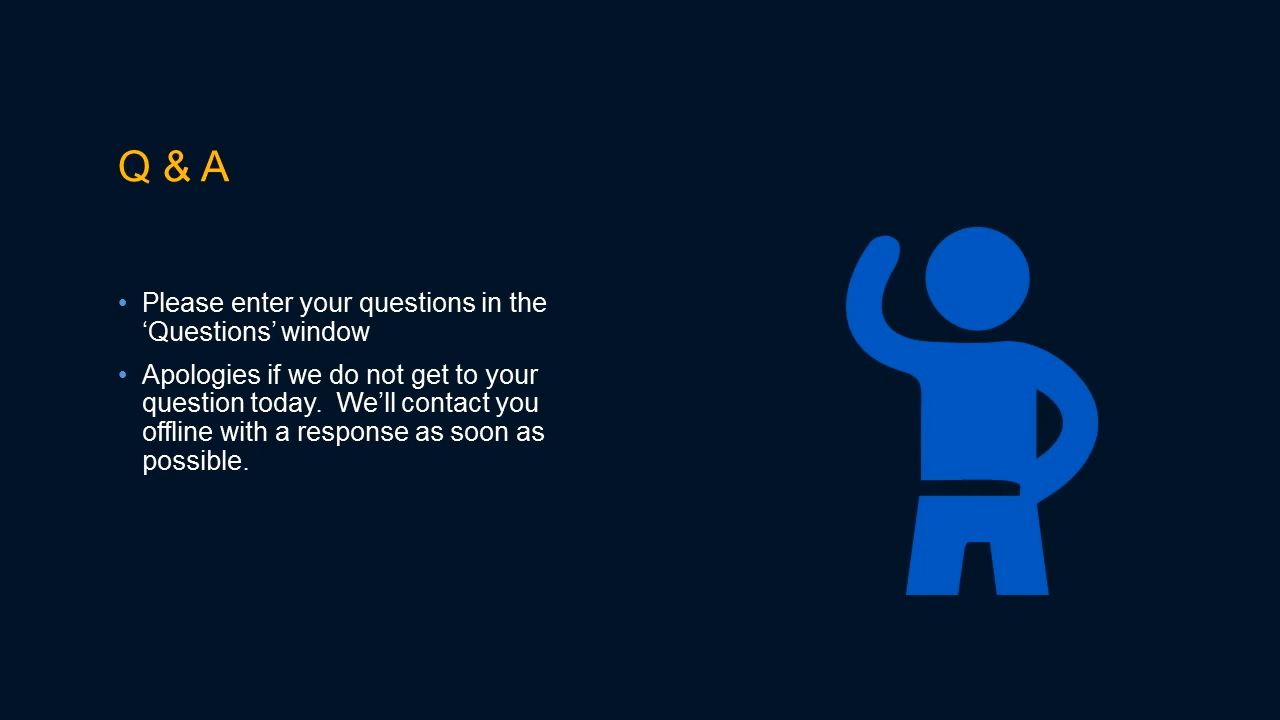 Q & A
• Please enter your questions in the
‘Questions’ window
• Apologies if we do not get to your
question today.  We’ll contact you
offline with a response as soon as
possible.